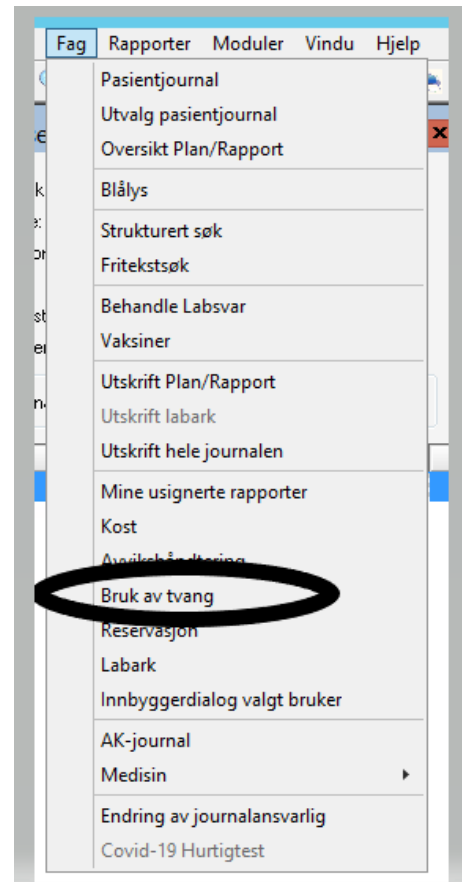 Fag Rapporter Moduler Vindu Hjelp
Pasientjournal
Utvalg pasientjournal
Oversikt Plan/Rapport
Blålys
Strukturert søk
Fritekstsøk
Behandle Labsvar
Vaksiner
Utskrift Plan/Rapport
Utskrift labark
Utskrift hele journalen
Mine usignerte rapporter
Kost
Avvikshåndtering
Bruk av tvang
Reservasjon
Labark
Innbyggerdialog valgt bruker
AK-journal
Medisin
Endring av journalansvarlig
Covid-19 Hurtigtest